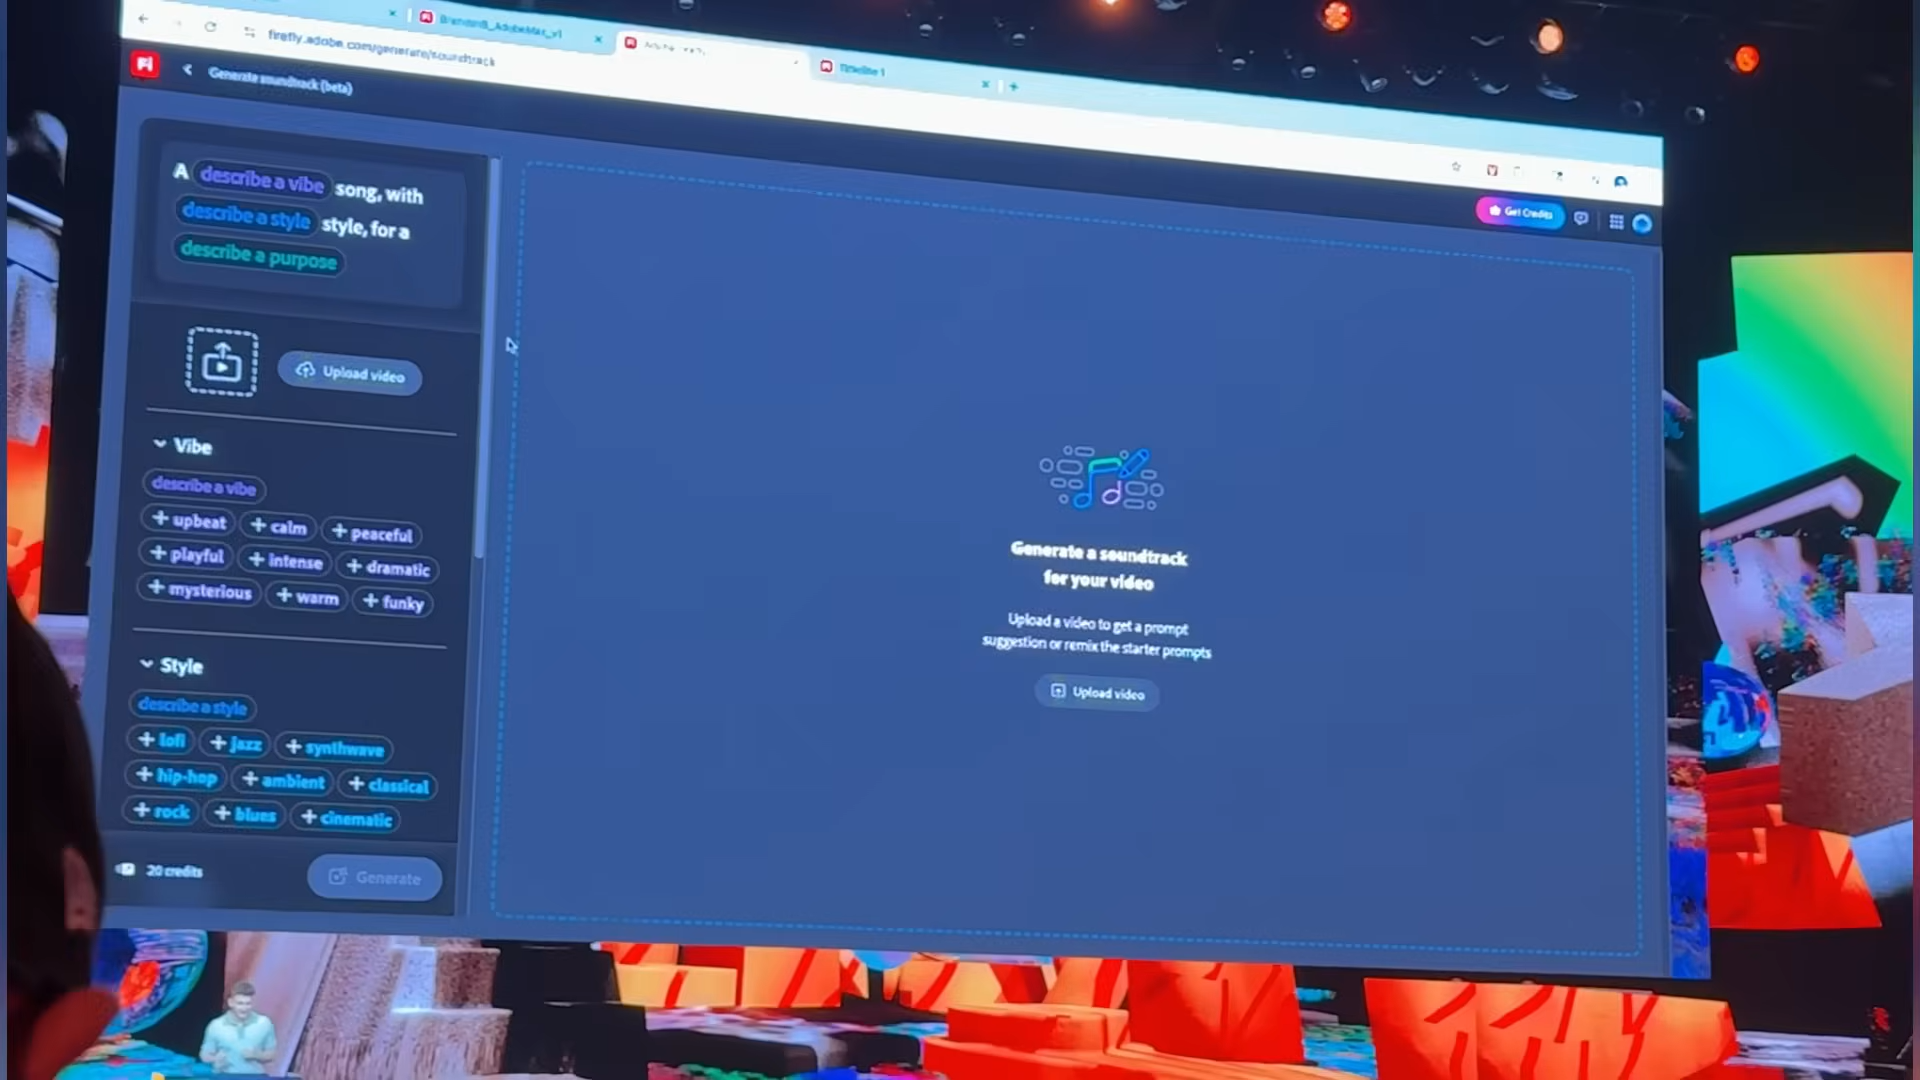 BrandonB_AdobeMax_v1
Timeline 1
firefly.adobe.com/generate/soundtrack
Generate soundtrack (beta)
Get Credits
A describe a vibe song, with
describe a style style, for a
describe a purpose
Upload video
Vibe
describe a vibe
+ upbeat + calm + peaceful
+ playful + intense + dramatic
+ mysterious + warm + funky
Style
describe a style
+ lofi + jazz + synthwave
+ hip-hop + ambient + classical
+ rock + blues + cinematic
20 credits
Generate
Generate a soundtrack
for your video
Upload a video to get a prompt
suggestion or remix the starter prompts
Upload video